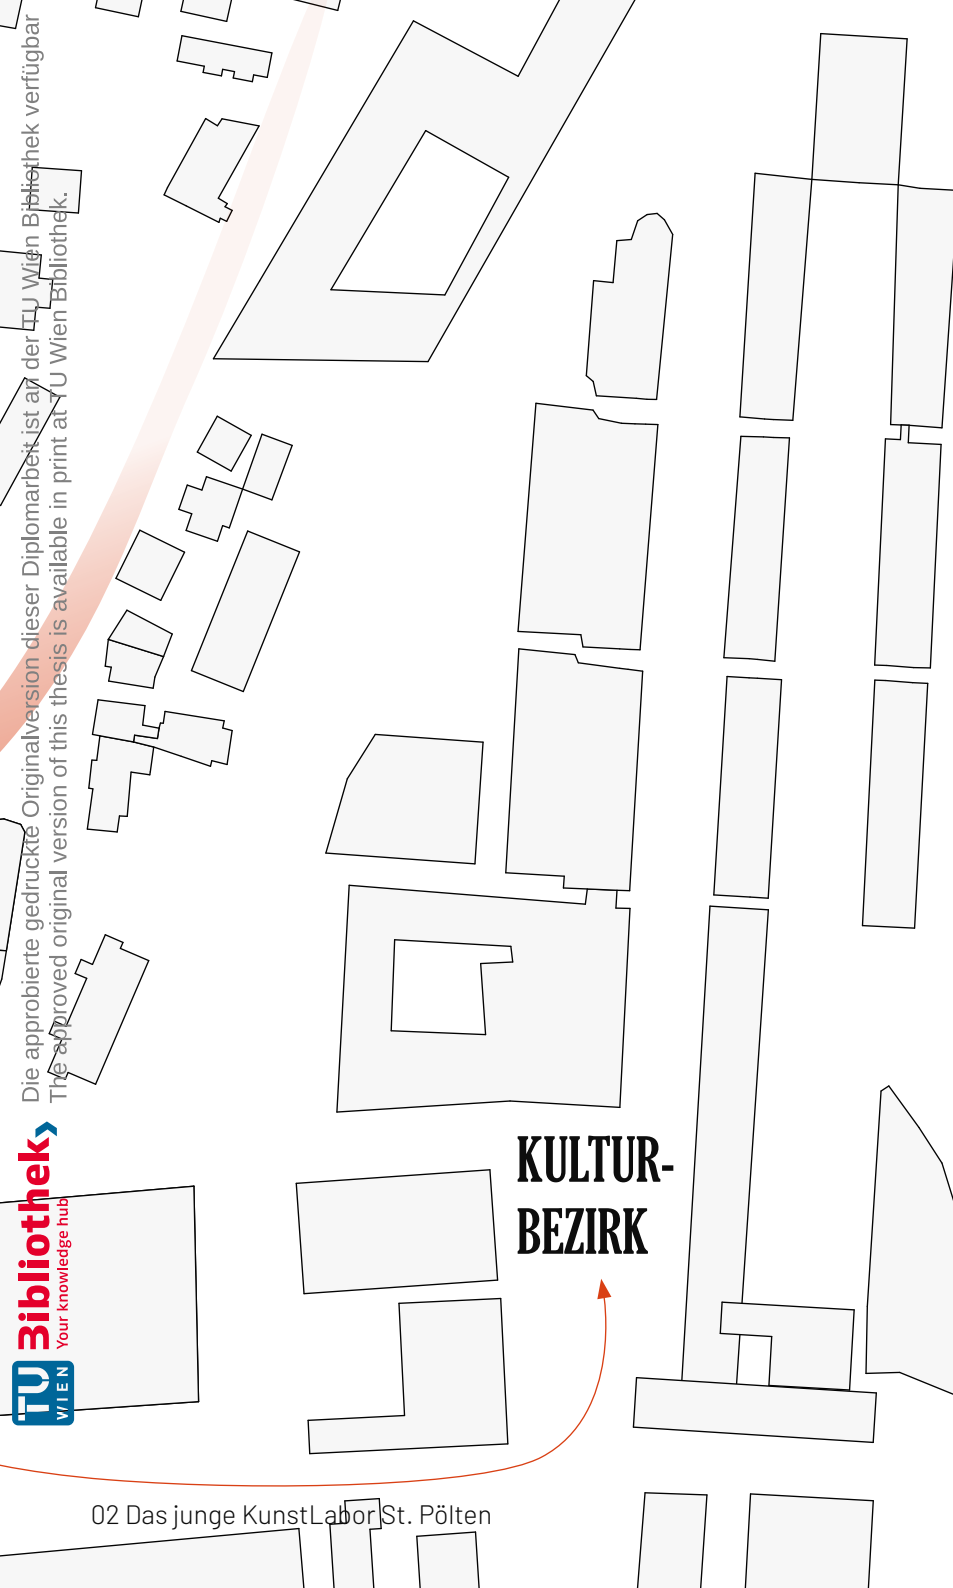 Die approbierte gedruckte Originalversion dieser Diplomarbeit ist an der TU Wien Bibliothek verfügbar
The approved original version of this thesis is available in print at TU Wien Bibliothek.
TU WIEN
Bibliothek
Your knowledge hub
KULTUR-
BEZIRK
02 Das junge KunstLabor St. Pölten